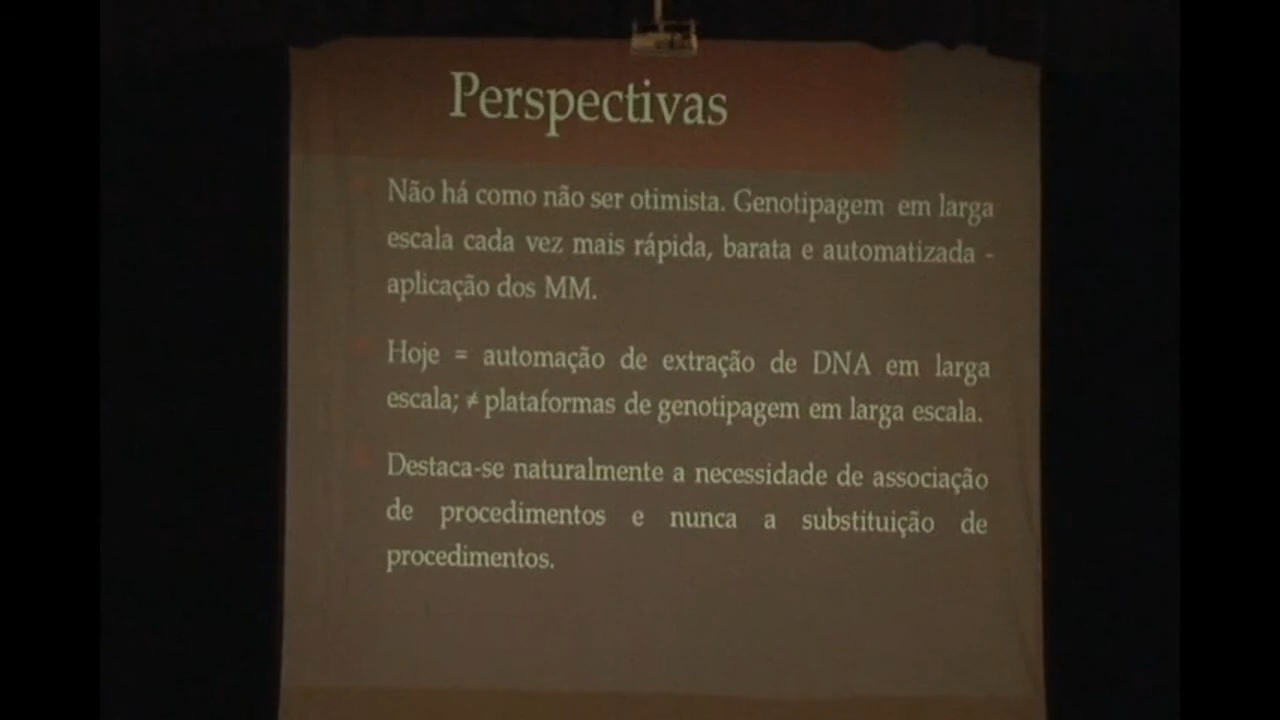 Perspectivas
Não há como não ser otimista. Genotipagem em larga
escala cada vez mais rápida, barata e automatizada -
aplicação dos MM.
Hoje = automação de extração de DNA em larga
escala; ≠ plataformas de genotipagem em larga escala.
Destaca-se naturalmente a necessidade de associação
de procedimentos e nunca a substituição de
procedimentos.